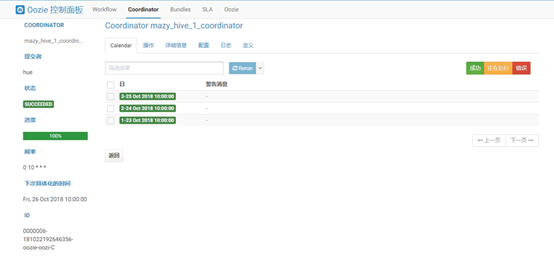 Oozie 控制面板 Workflow Coordinator Bundles SLA Oozie
COORDINATOR
mazy_hive_1_coordin...
提交者
hue
状态
SUCCEEDED
进度
100%
频率
0 10 * * *
下次具体化的时间
Fri, 26 Oct 2018 10:00:00
ID
0000006-
181022192646356-
oozie-oozi-C
Coordinator mazy_hive_1_coordinator
Calendar 操作 详细信息 配置 日志 定义
筛选结果 Rerun 成功 正在运行 错误
日 警告消息
3-25 Oct 2018 10:00:00 -
2-24 Oct 2018 10:00:00 -
1-23 Oct 2018 10:00:00 -
上一页 下一页
返回